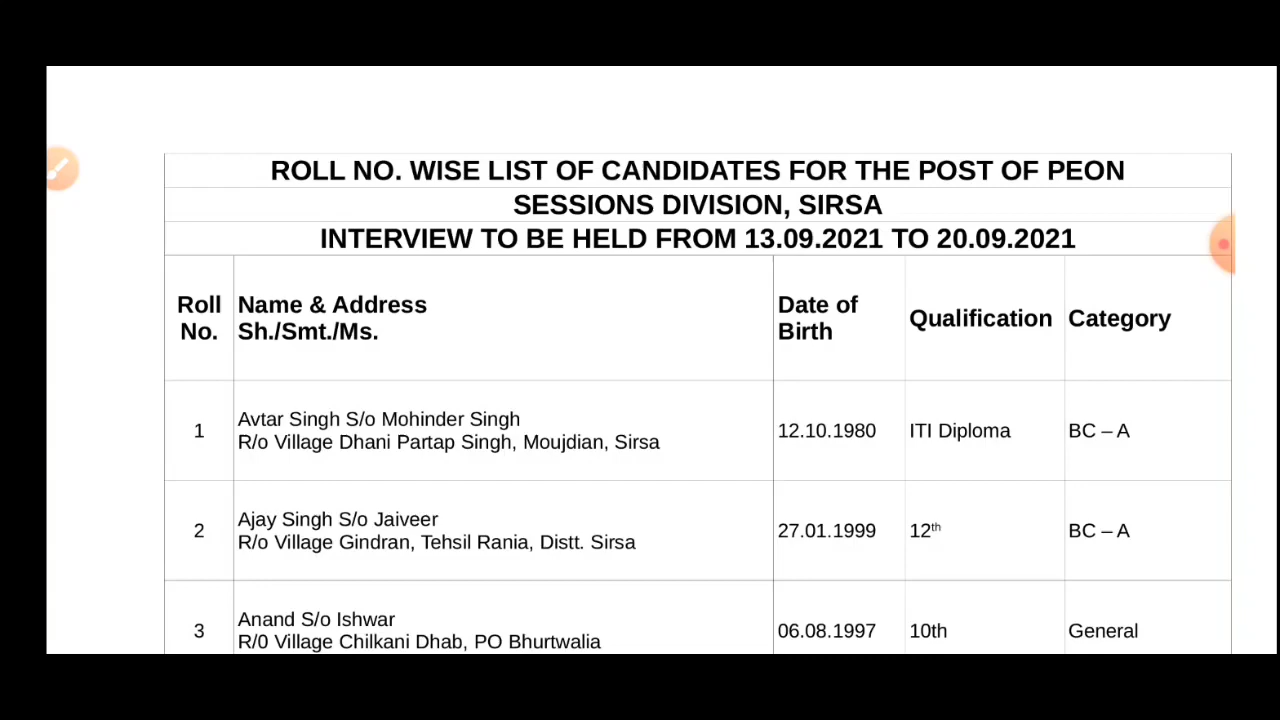 ROLL NO. WISE LIST OF CANDIDATES FOR THE POST OF PEON
SESSIONS DIVISION, SIRSA
INTERVIEW TO BE HELD FROM 13.09.2021 TO 20.09.2021
Roll No. Name & Address Sh./Smt./Ms. Date of Birth Qualification Category
1 Avtar Singh S/o Mohinder Singh
R/o Village Dhani Partap Singh, Moujdian, Sirsa 12.10.1980 ITI Diploma BC – A
2 Ajay Singh S/o Jaiveer
R/o Village Gindran, Tehsil Rania, Distt. Sirsa 27.01.1999 12th BC – A
3 Anand S/o Ishwar
R/0 Village Chilkani Dhab, PO Bhurtwalia 06.08.1997 10th General